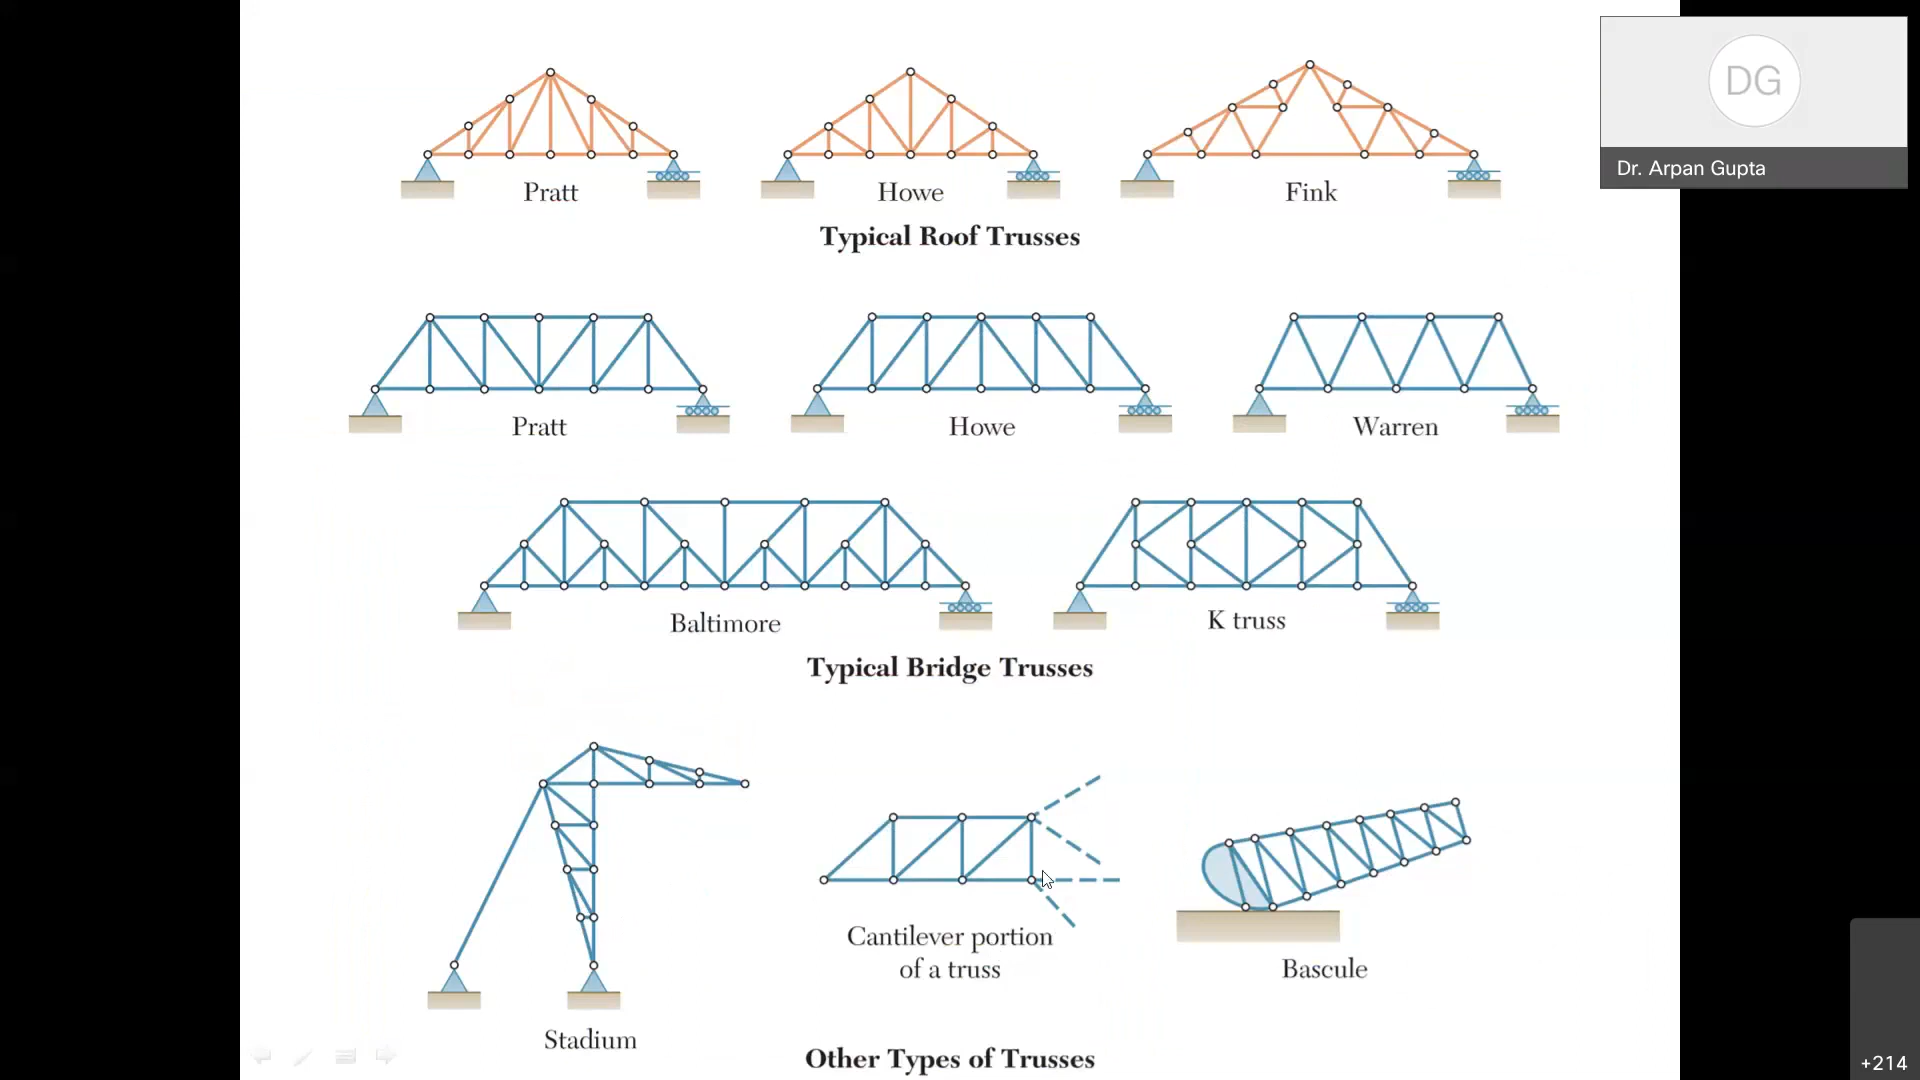 DG
Dr. Arpan Gupta
Pratt
Howe
Fink
Typical Roof Trusses
Pratt
Howe
Warren
Baltimore
K truss
Typical Bridge Trusses
Stadium
Cantilever portion
of a truss
Bascule
Other Types of Trusses
+214